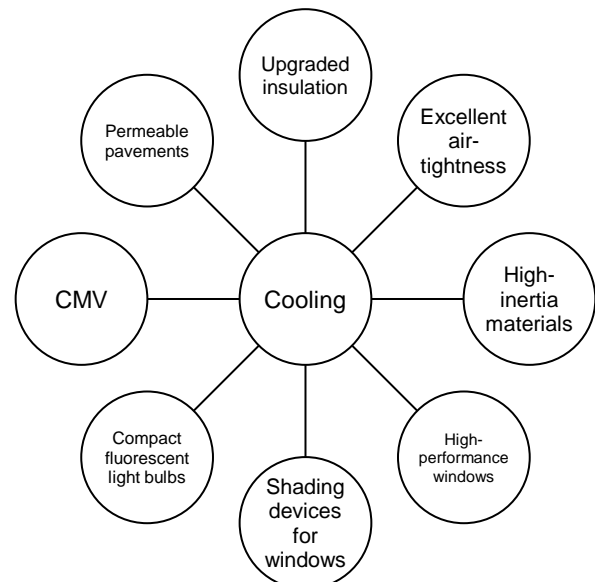 Upgraded
insulation
Excellent
air-
tightness
High-
inertia
materials
High-
performance
windows
Shading
devices
for
windows
Compact
fluorescent
light bulbs
CMV
Permeable
pavements
Cooling